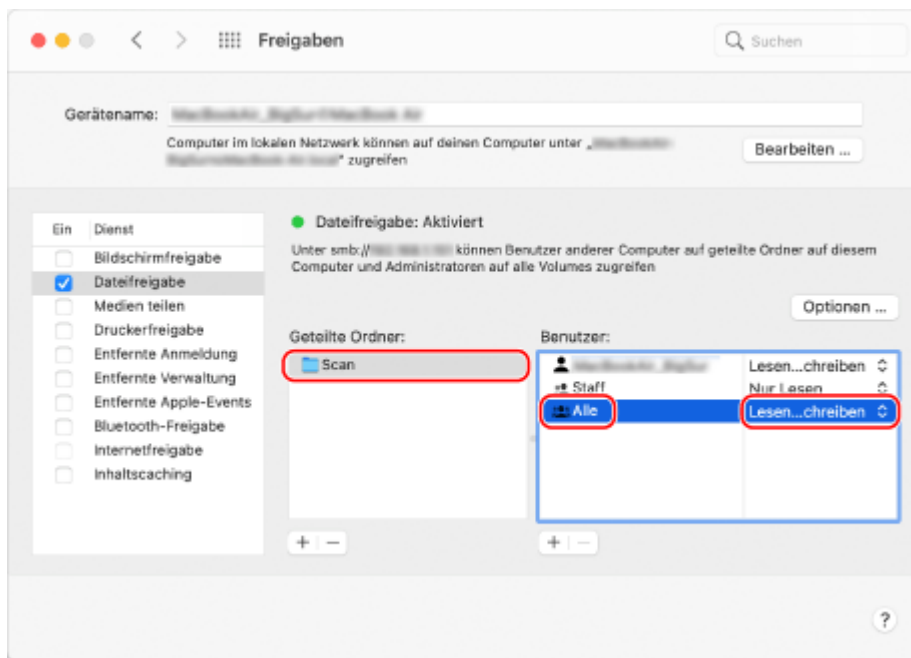 Freigaben
Suchen
Gerätename:
Computer im lokalen Netzwerk können auf deinen Computer unter „
“ zugreifen
Bearbeiten ...
Ein Dienst
Bildschirmfreigabe
Dateifreigabe
Medien teilen
Druckerfreigabe
Entfernte Anmeldung
Entfernte Verwaltung
Entfernte Apple-Events
Bluetooth-Freigabe
Internetfreigabe
Inhaltscaching
Dateifreigabe: Aktiviert
Unter smb:// können Benutzer anderer Computer auf geteilte Ordner auf diesem
Computer und Administratoren auf alle Volumes zugreifen
Optionen ...
Geteilte Ordner:
Scan
+ −
Benutzer:
Lesen...chreiben
Staff Nur Lesen
Alle Lesen...chreiben
+ −
?